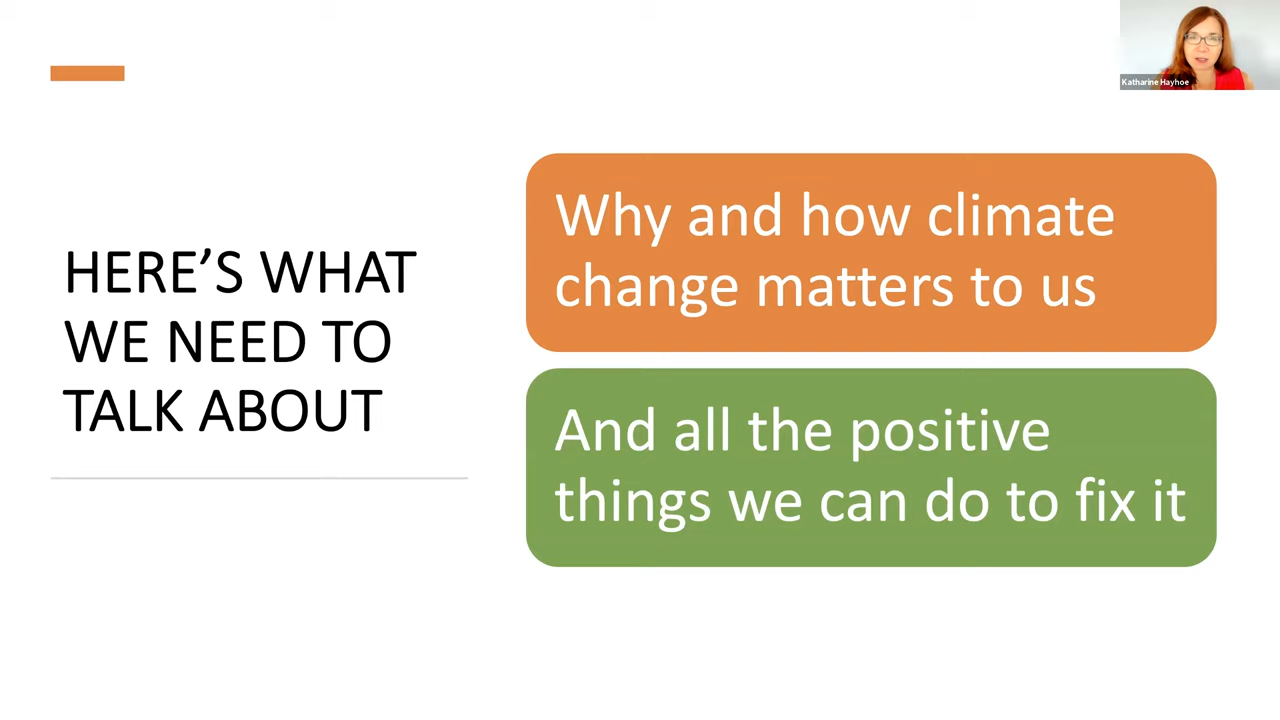 Katharine Hayhoe
HERE’S WHAT
WE NEED TO
TALK ABOUT
Why and how climate
change matters to us
And all the positive
things we can do to fix it